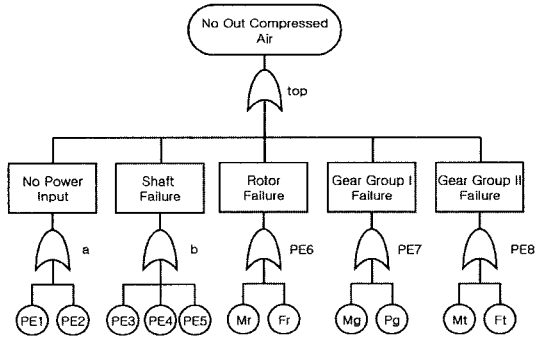 No Out Compressed
Air
top
No Power
Input
Shaft
Failure
Rotor
Failure
Gear Group I
Failure
Gear Group II
Failure
a
b
PE6
PE7
PE8
PE1
PE2
PE3
PE4
PE5
Mr
Fr
Mg
Pg
Mt
Ft